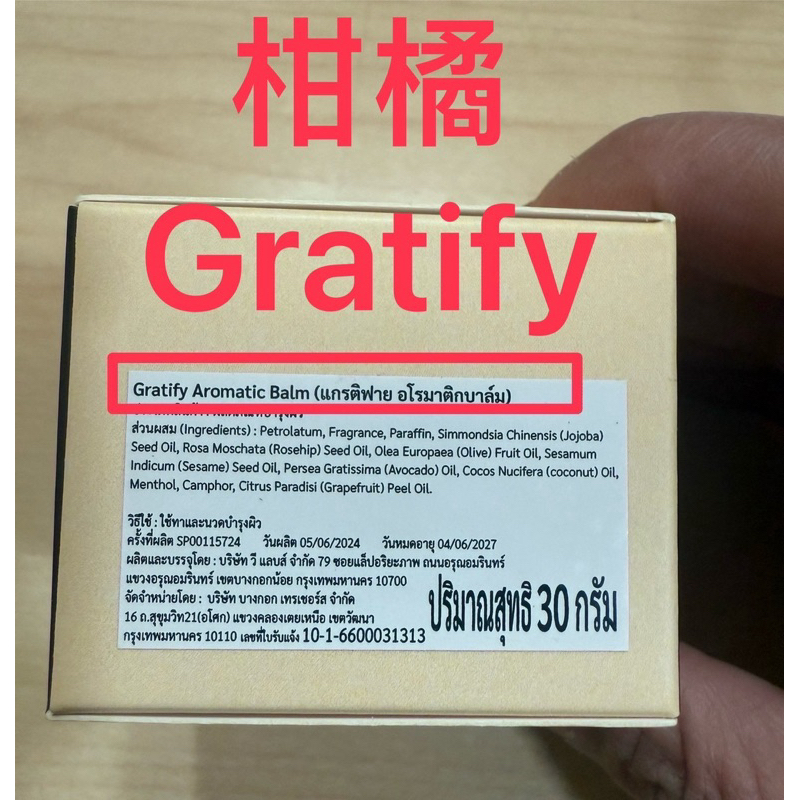 柑橘
Gratify
Gratify Aromatic Balm (แกรติฟาย อโรมาติกบาล์ม)
ส่วนผสม (Ingredients) : Petrolatum, Fragrance, Paraffin, Simmondsia Chinensis (Jojoba)
Seed Oil, Rosa Moschata (Rosehip) Seed Oil, Olea Europaea (Olive) Fruit Oil, Sesamum
Indicum (Sesame) Seed Oil, Persea Gratissima (Avocado) Oil, Cocos Nucifera (coconut) Oil,
Menthol, Camphor, Citrus Paradisi (Grapefruit) Peel Oil.
วิธีใช้ : ใช้ทาและนวดบำรุงผิว
ครั้งที่ผลิต SP00115724 วันผลิต 05/06/2024 วันหมดอายุ 04/06/2027
ผลิตและบรรจุโดย : บริษัท วี แลบส์ จำกัด 79 ซอยแล็ปอริยะภาพ ถนนอรุณอมรินทร์
แขวงอรุณอมรินทร์ เขตบางกอกน้อย กรุงเทพมหานคร 10700
จัดจำหน่ายโดย : บริษัท บางกอก เทรเชอร์ส จำกัด
16 ถ.สุขุมวิท21(อโศก) แขวงคลองเตยเหนือ เขตวัฒนา
กรุงเทพมหานคร 10110 เลขที่ใบรับแจ้ง 10-1-6600031313
ปริมาณสุทธิ 30 กรัม